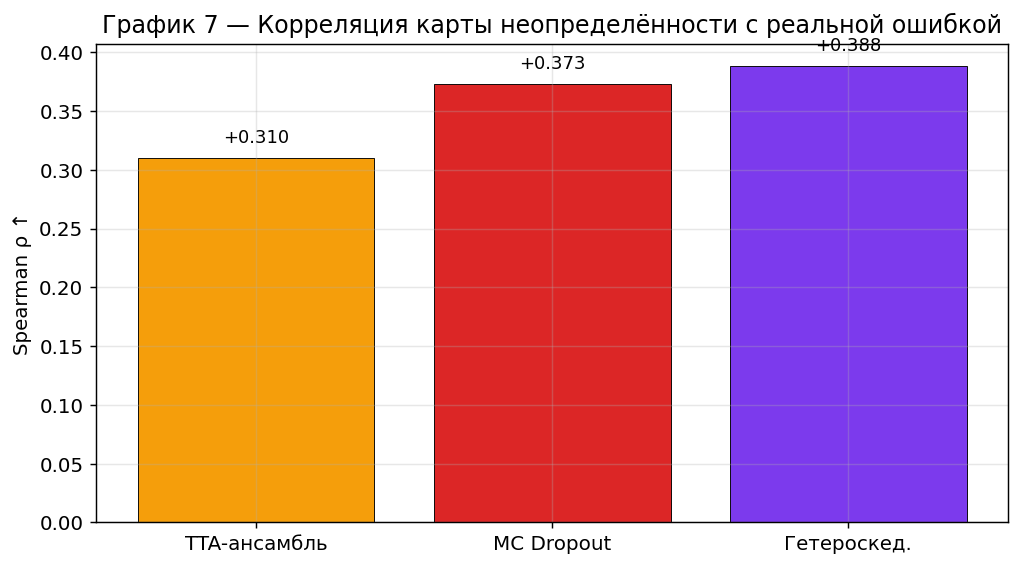 График 7 — Корреляция карты неопределённости с реальной ошибкой
Spearman ρ ↑
0.40
0.35
0.30
0.25
0.20
0.15
0.10
0.05
0.00
+0.310
+0.373
+0.388
TTA-ансамбль
MC Dropout
Гетероскед.